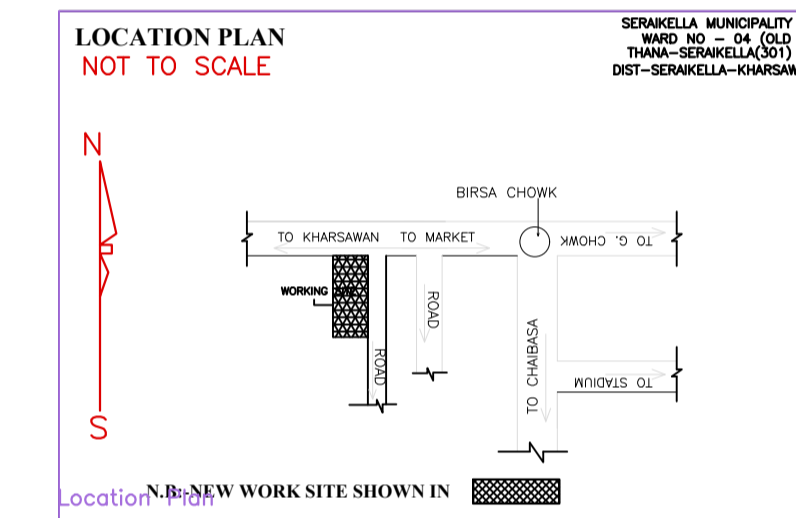 LOCATION PLAN
NOT TO SCALE
SERAIKELLA MUNICIPALITY
WARD NO - 04 (OLD
THANA-SERAIKELLA(301)
DIST-SERAIKELLA-KHARSAW
N
BIRSA CHOWK
TO KHARSAWAN TO MARKET
TO G. CHOWK
WORKING
ROAD
ROAD
TO CHAIBASA
TO STADIUM
S
N.B:-NEW WORK SITE SHOWN IN
Location Plan